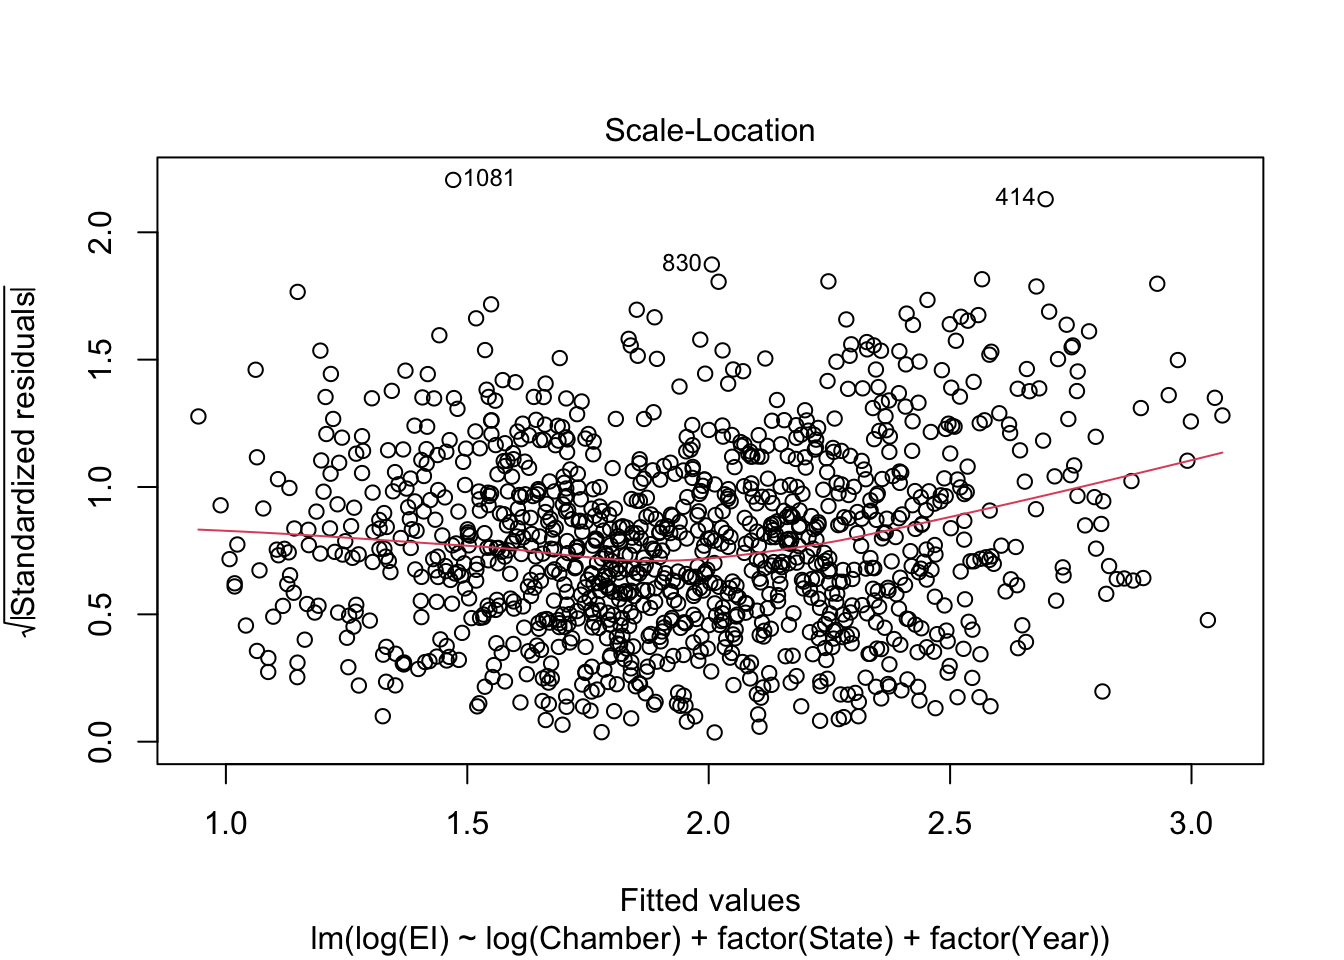 Scale-Location
√|Standardized residuals|
2.0
1.5
1.0
0.5
0.0
1081
414
830
1.0 1.5 2.0 2.5 3.0
Fitted values
lm(log(EI) ~ log(Chamber) + factor(State) + factor(Year))